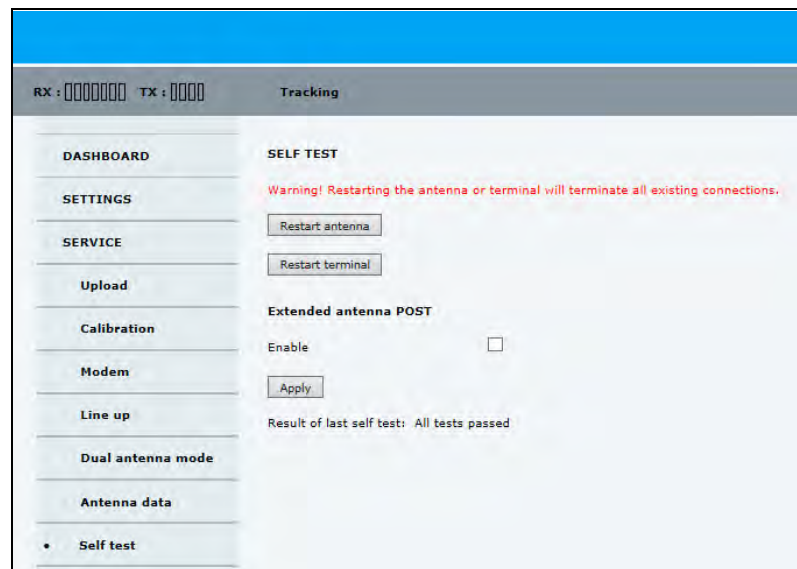 RX : TX : Tracking
DASHBOARD
SETTINGS
SERVICE
Upload
Calibration
Modem
Line up
Dual antenna mode
Antenna data
• Self test
SELF TEST
Warning! Restarting the antenna or terminal will terminate all existing connections.
Restart antenna
Restart terminal
Extended antenna POST
Enable
Apply
Result of last self test: All tests passed